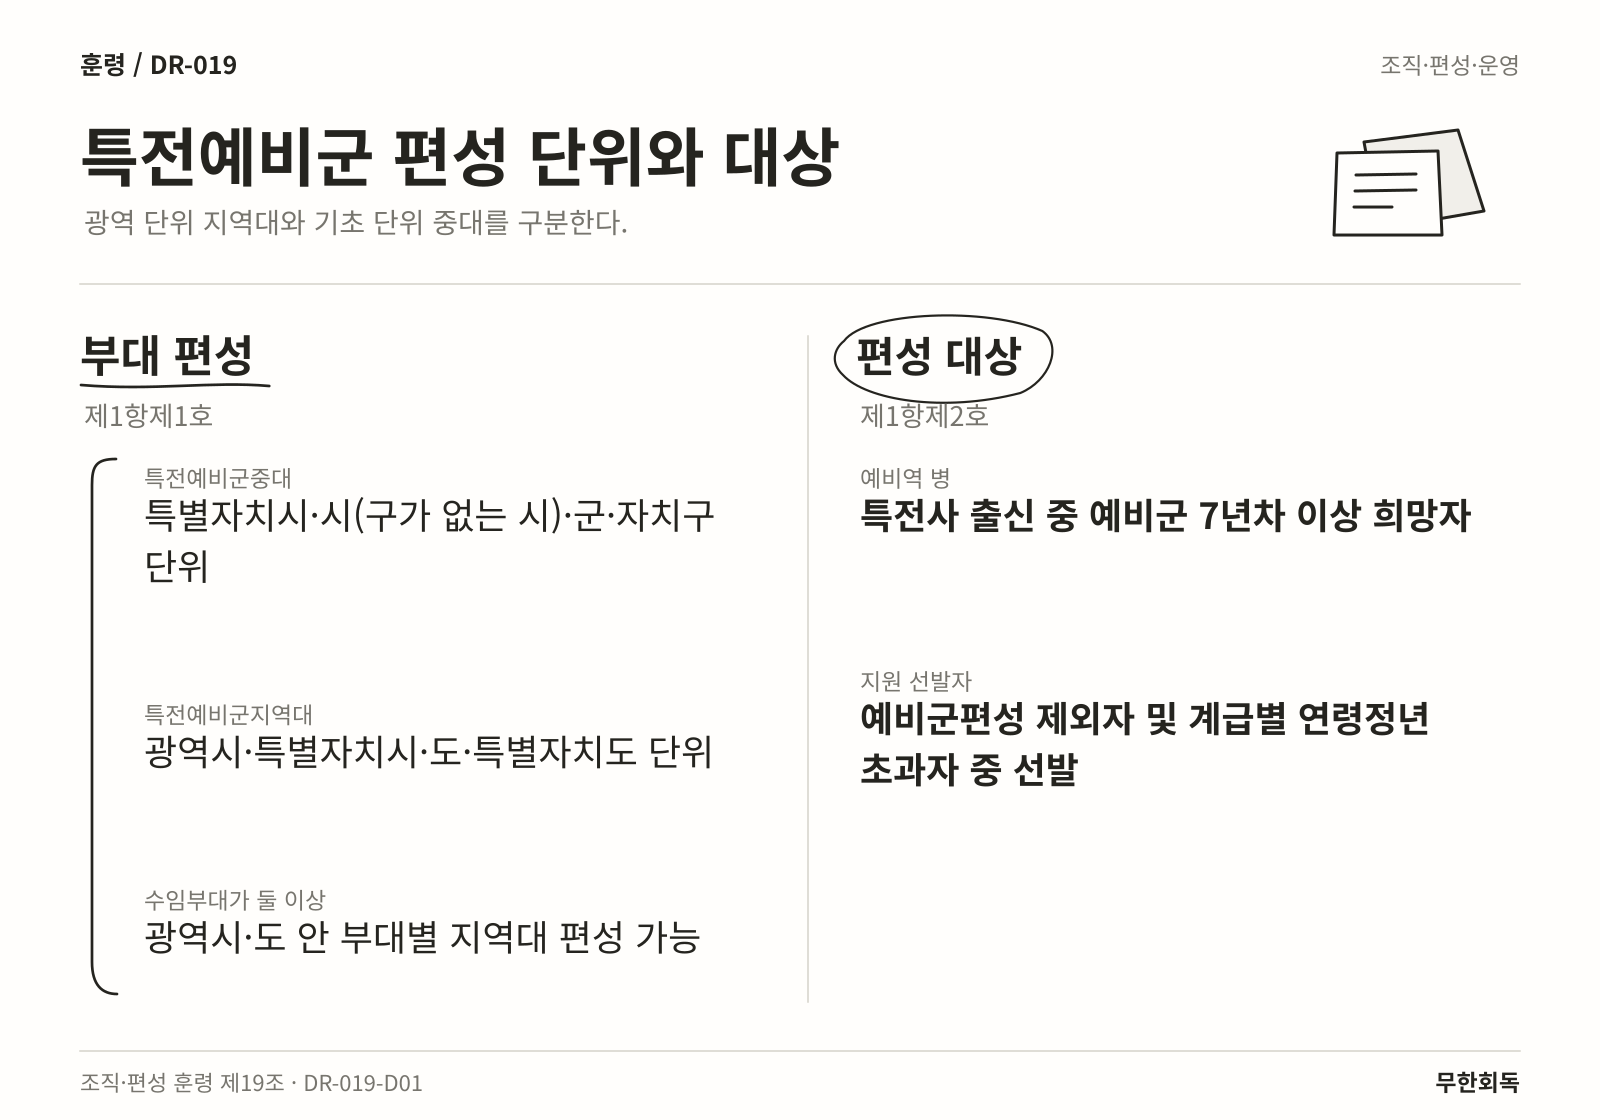 훈령 / DR-019
조직·편성·운영
특전예비군 편성 단위와 대상
광역 단위 지역대와 기초 단위 중대를 구분한다.
부대 편성
제1항제1호
특전예비군중대
특별자치시·시(구가 없는 시)·군·자치구
단위
특전예비군지역대
광역시·특별자치시·도·특별자치도 단위
수임부대가 둘 이상
광역시·도 안 부대별 지역대 편성 가능
편성 대상
제1항제2호
예비역 병
특전사 출신 중 예비군 7년차 이상 희망자
지원 선발자
예비군편성 제외자 및 계급별 연령정년
초과자 중 선발
조직·편성 훈령 제19조 · DR-019-D01
무한회독